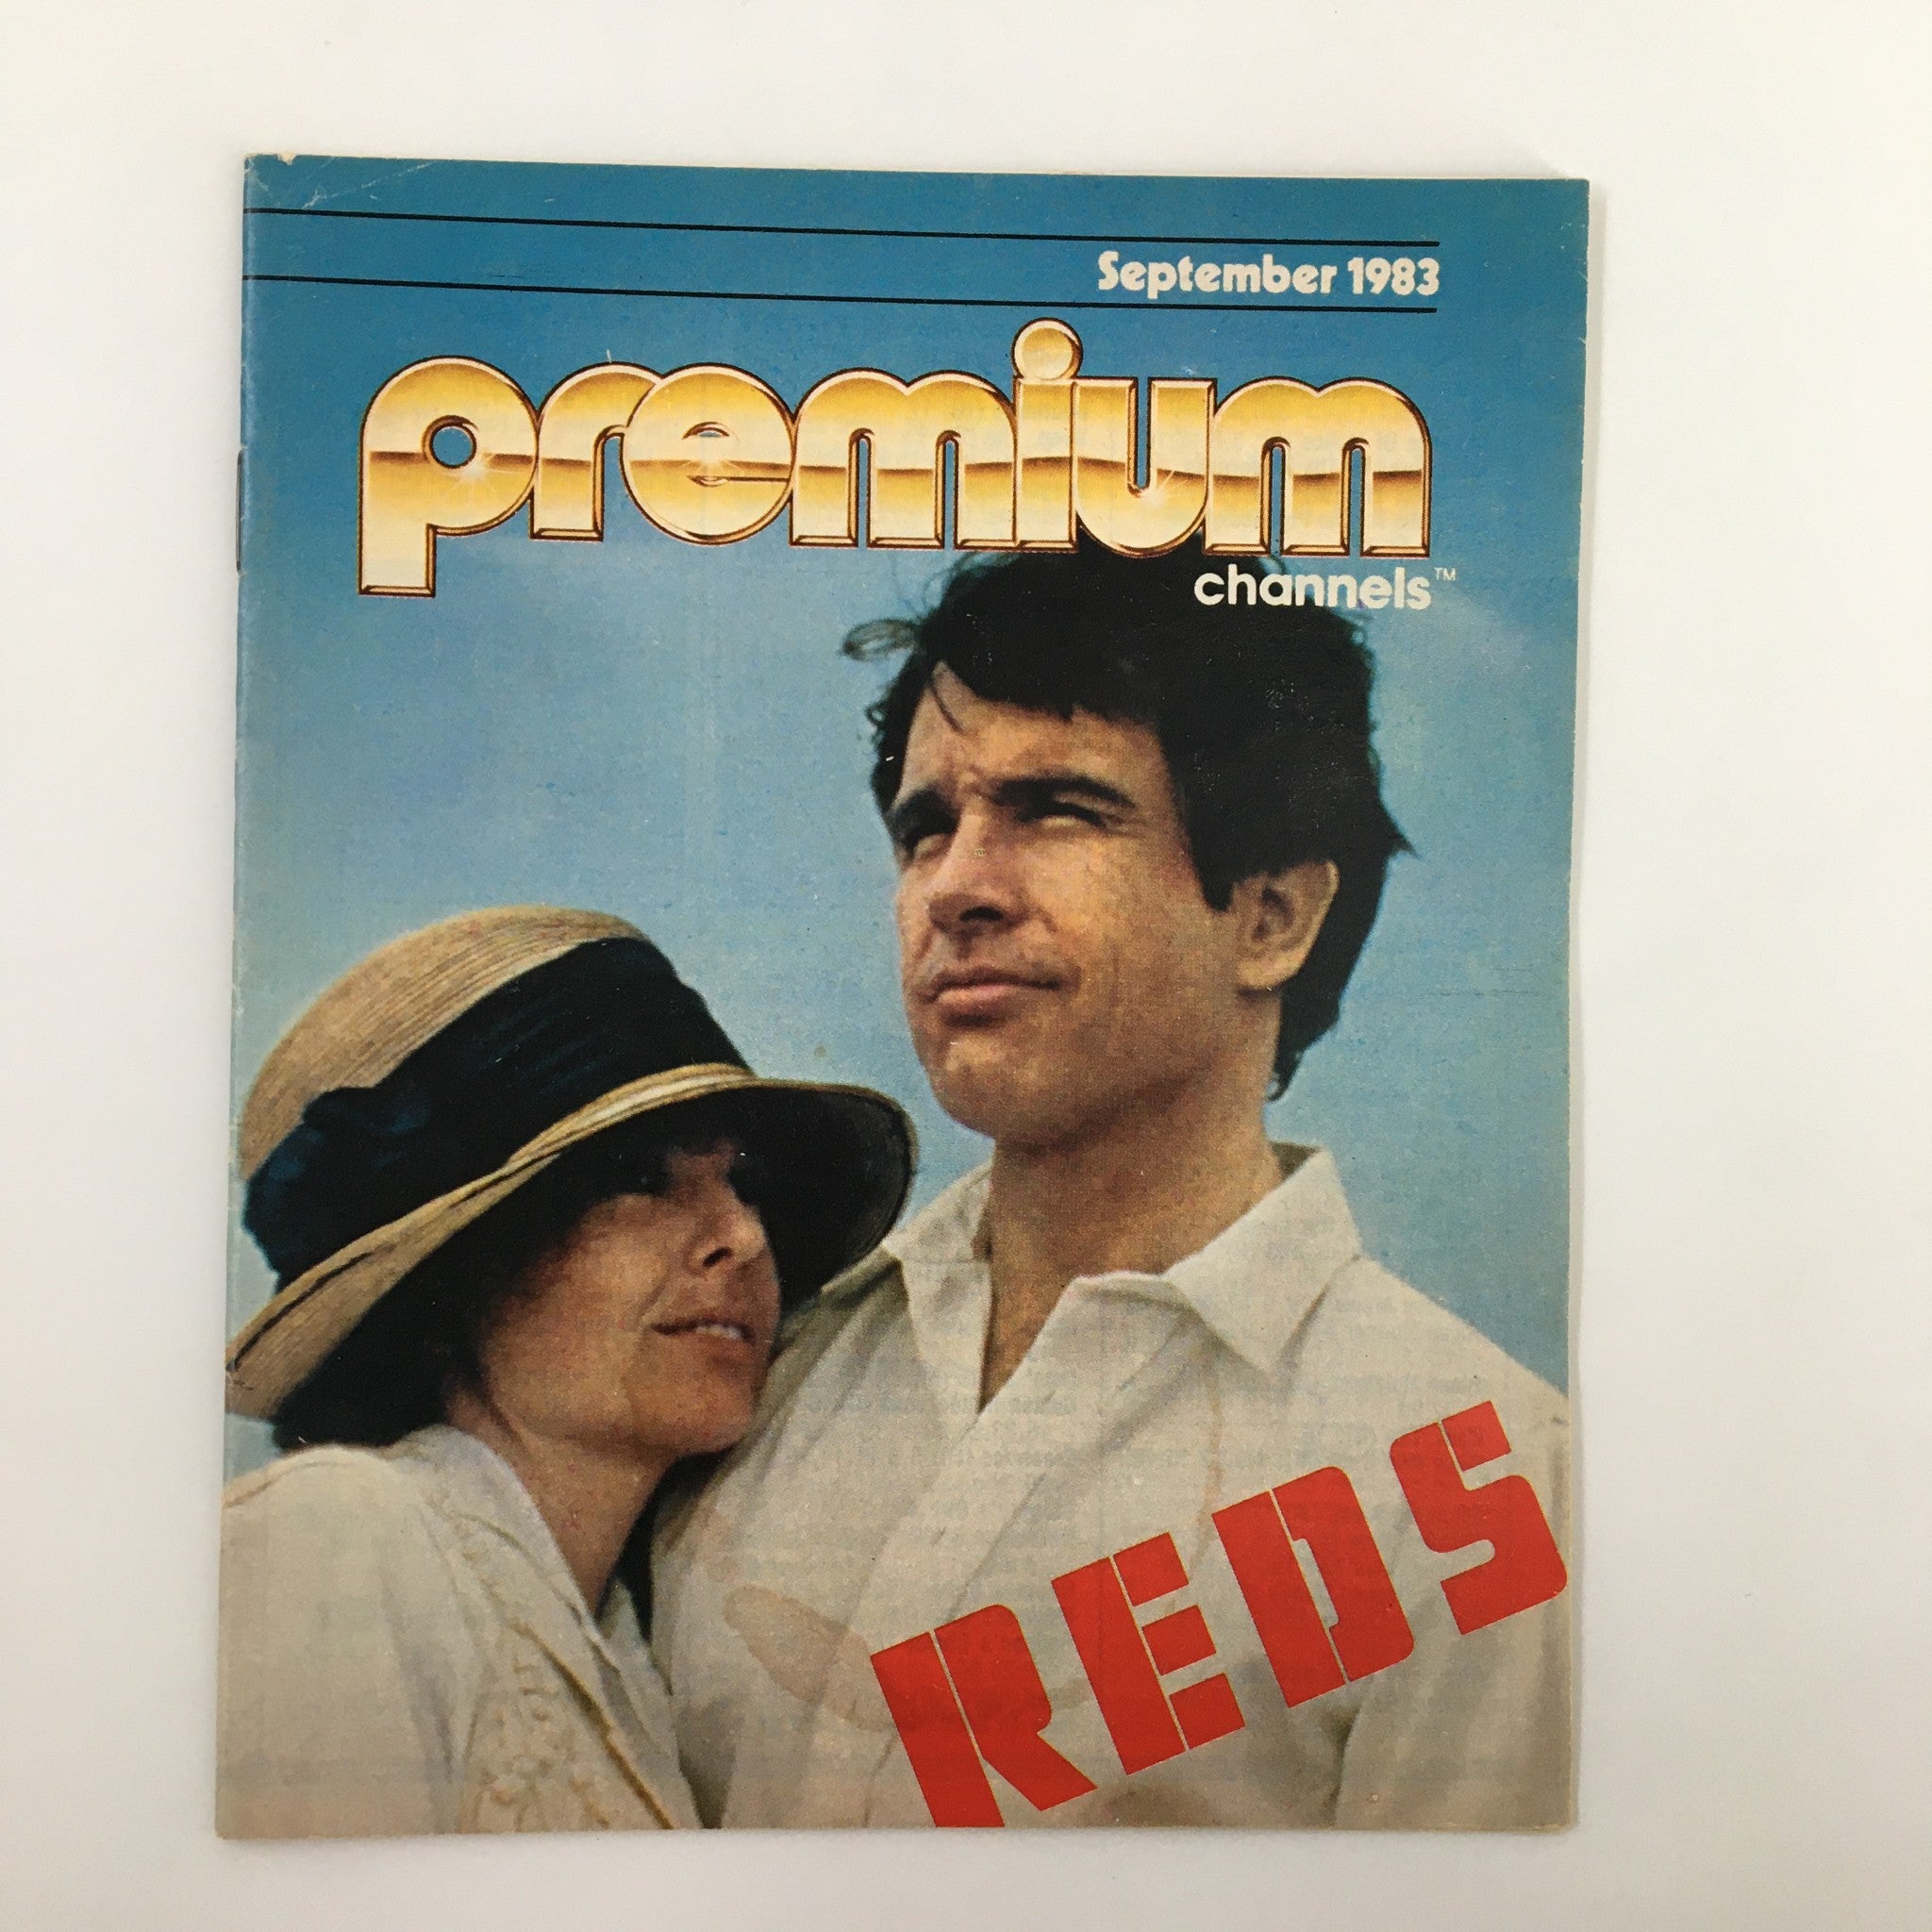 September 1983
premium
channels™
REDS